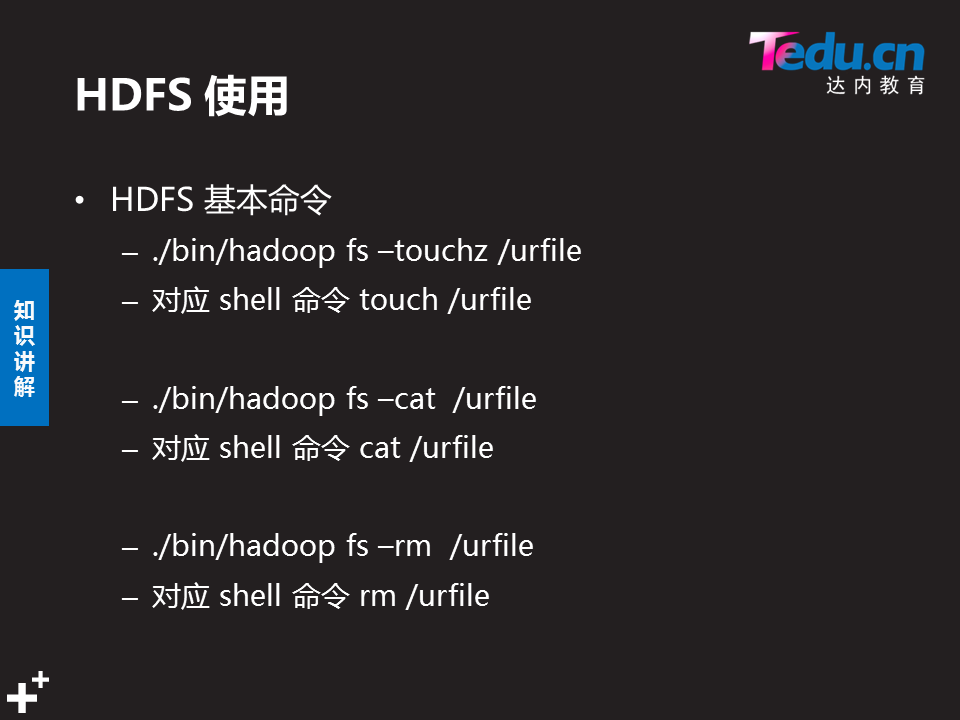 Tedu.cn
达内教育
HDFS 使用
• HDFS 基本命令
– ./bin/hadoop fs –touchz /urfile
– 对应 shell 命令 touch /urfile
– ./bin/hadoop fs –cat  /urfile
– 对应 shell 命令 cat /urfile
– ./bin/hadoop fs –rm  /urfile
– 对应 shell 命令 rm /urfile
知识讲解